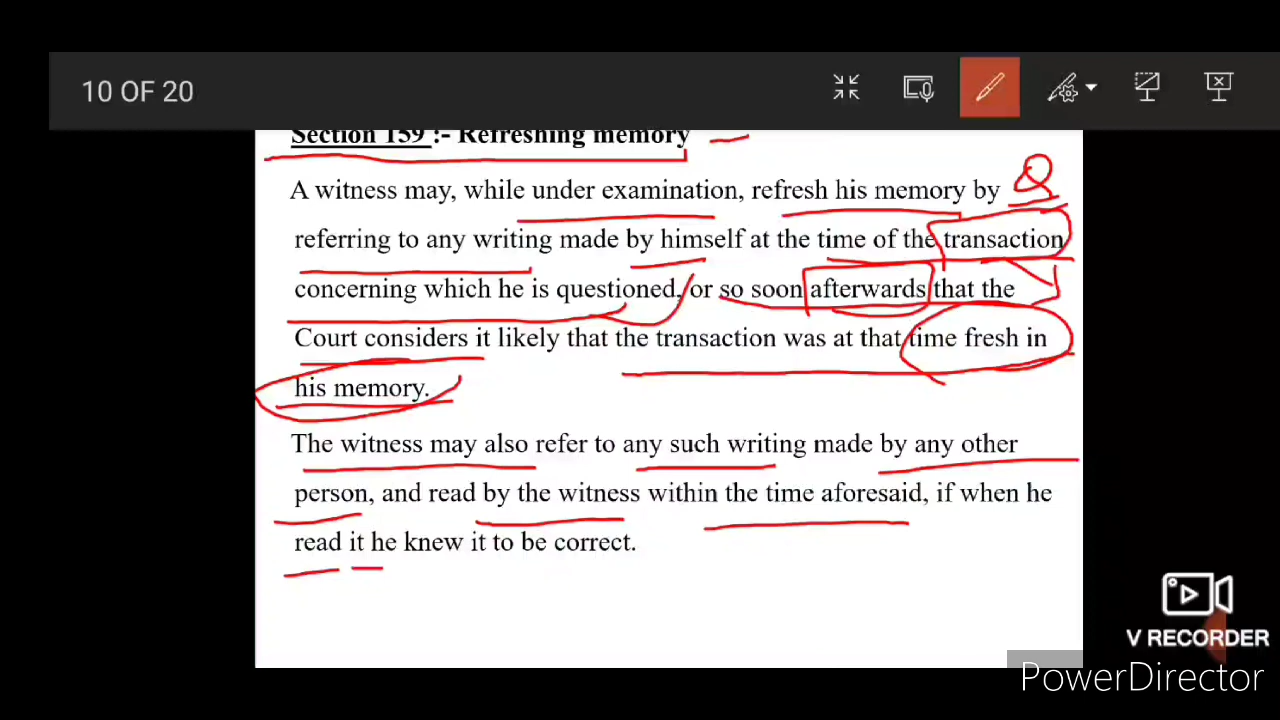 10 OF 20
Section 159 :- Refreshing memory
A witness may, while under examination, refresh his memory by
referring to any writing made by himself at the time of the transaction
concerning which he is questioned, or so soon afterwards that the
Court considers it likely that the transaction was at that time fresh in
his memory.
The witness may also refer to any such writing made by any other
person, and read by the witness within the time aforesaid, if when he
read it he knew it to be correct.
V RECORDER
PowerDirector